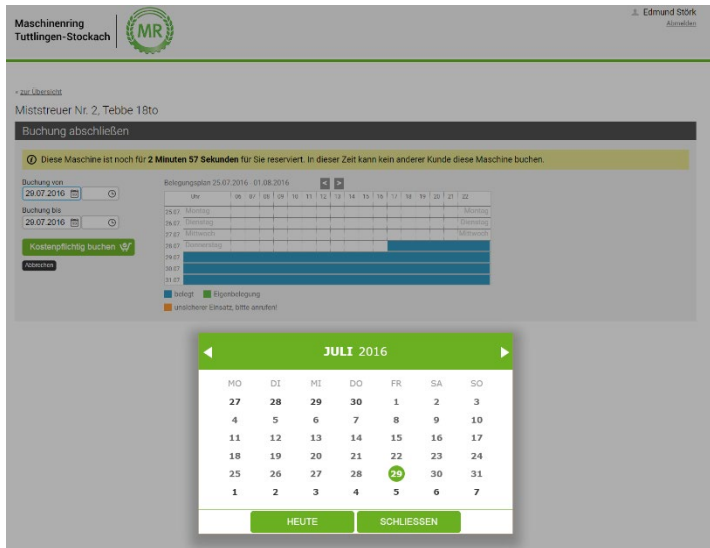 Maschinenring
Tuttlingen-Stockach
MR
Edmund Störk
Abmelden
« zur Übersicht
Miststreuer Nr. 2, Tebbe 18to
Buchung abschließen
Diese Maschine ist noch für 2 Minuten 57 Sekunden für Sie reserviert. In dieser Zeit kann kein anderer Kunde diese Maschine buchen.
Buchung von
29.07.2016
Buchung bis
29.07.2016
Kostenpflichtig buchen
Abbrechen
Belegungsplan 25.07.2016 - 01.08.2016 < >
Uhr 06 07 08 09 10 11 12 13 14 15 16 17 18 19 20 21 22
25.07 Montag Montag
26.07 Dienstag Dienstag
27.07 Mittwoch Mittwoch
28.07 Donnerstag
29.07
30.07
31.07
belegt Eigenbelegung
unsicherer Einsatz, bitte anrufen!
JULI 2016
MO DI MI DO FR SA SO
27 28 29 30 1 2 3
4 5 6 7 8 9 10
11 12 13 14 15 16 17
18 19 20 21 22 23 24
25 26 27 28 29 30 31
1 2 3 4 5 6 7
HEUTE SCHLIESSEN